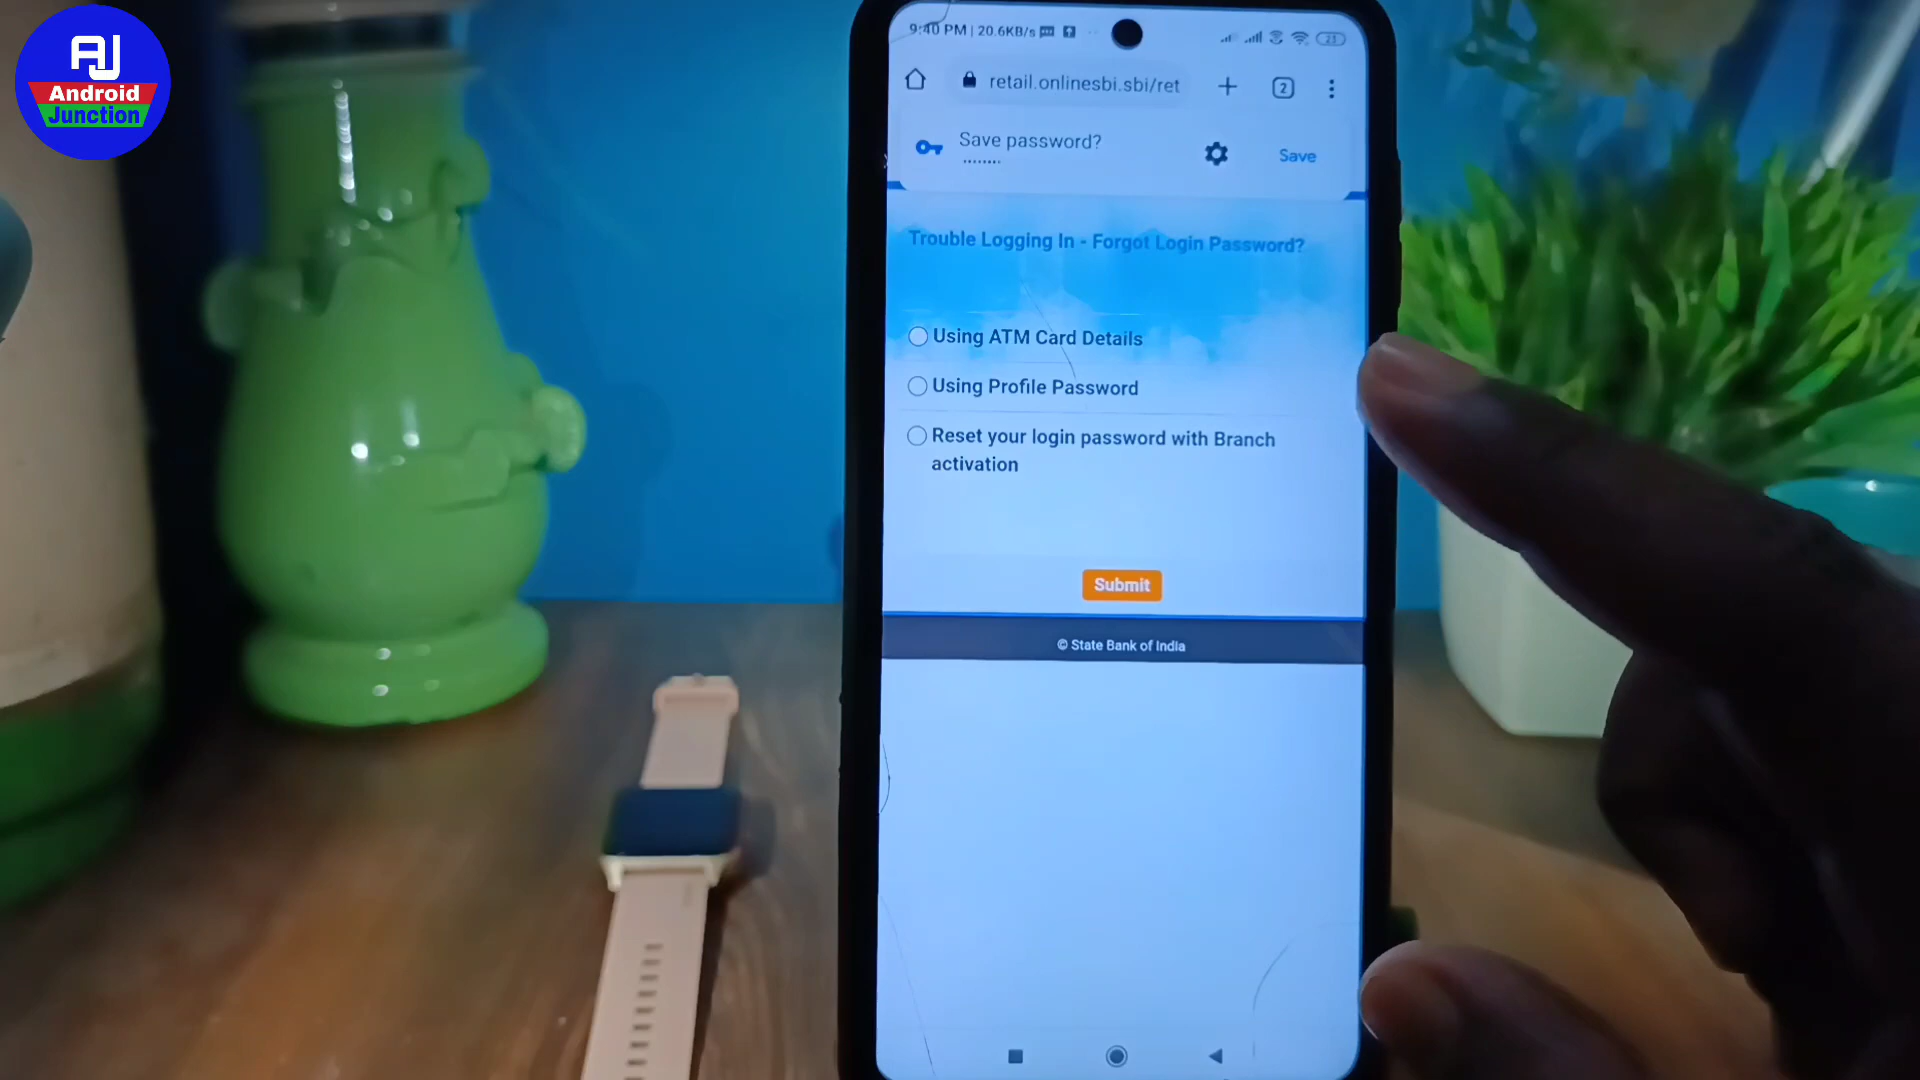 AJ
Android
Junction
9:40 PM | 20.6KB/s
21
retail.onlinesbi.sbi/ret
2
Save password?
Save
Trouble Logging In - Forgot Login Password?
Using ATM Card Details
Using Profile Password
Reset your login password with Branch
activation
Submit
© State Bank of India